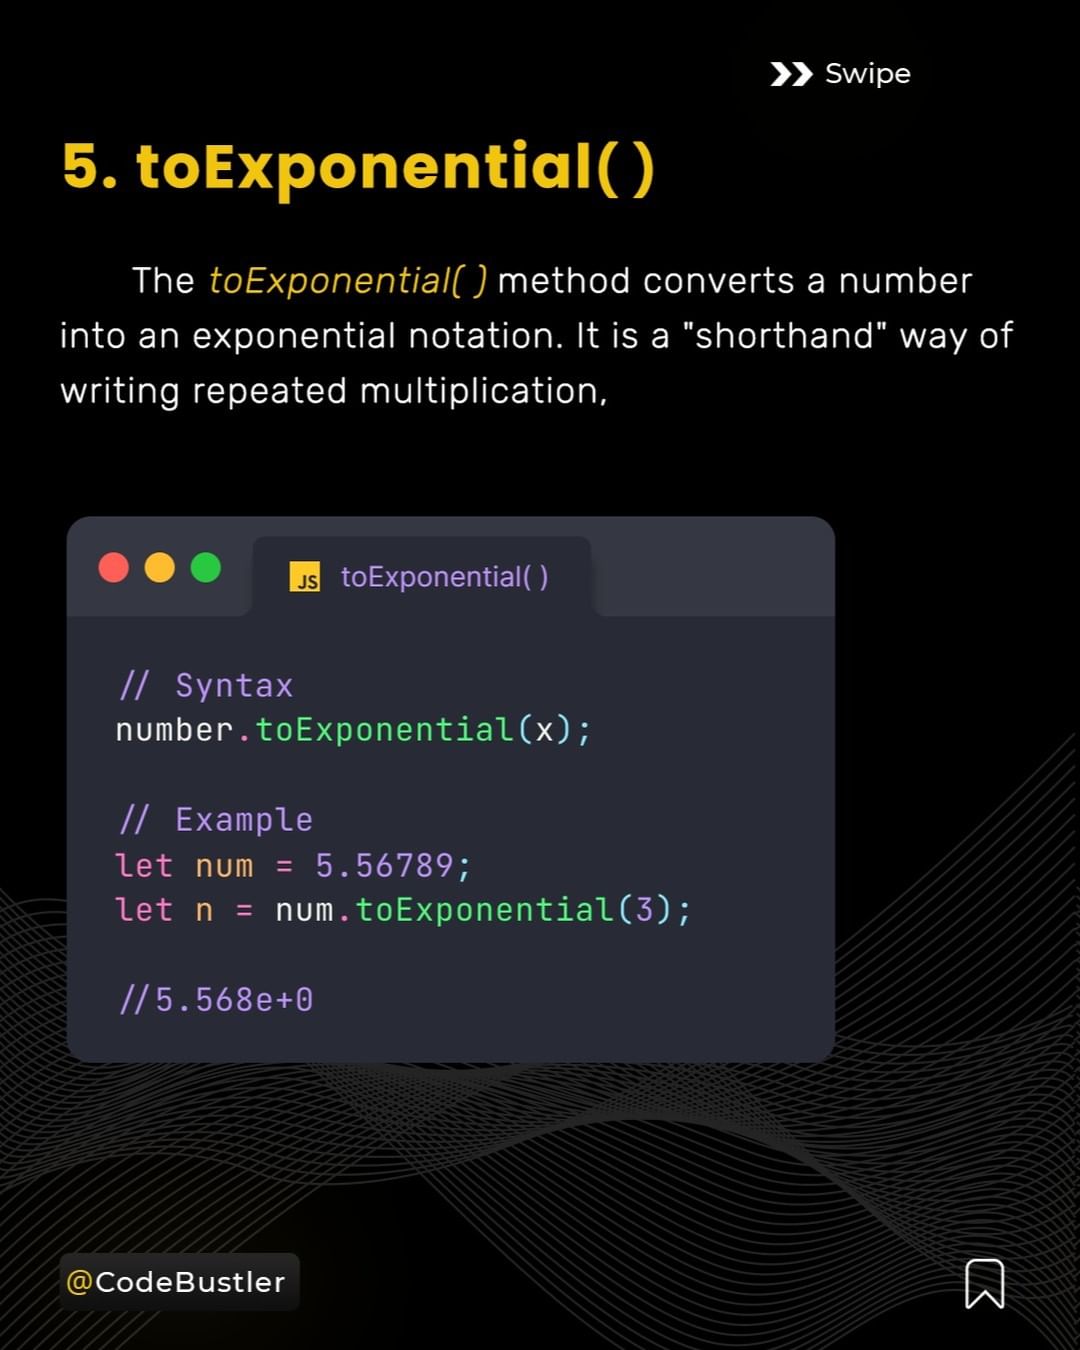 Swipe
5. toExponential( )
The toExponential( ) method converts a number
into an exponential notation. It is a "shorthand" way of
writing repeated multiplication,
JS toExponential( )
// Syntax
number.toExponential(x);
// Example
let num = 5.56789;
let n = num.toExponential(3);
//5.568e+0
@CodeBustler